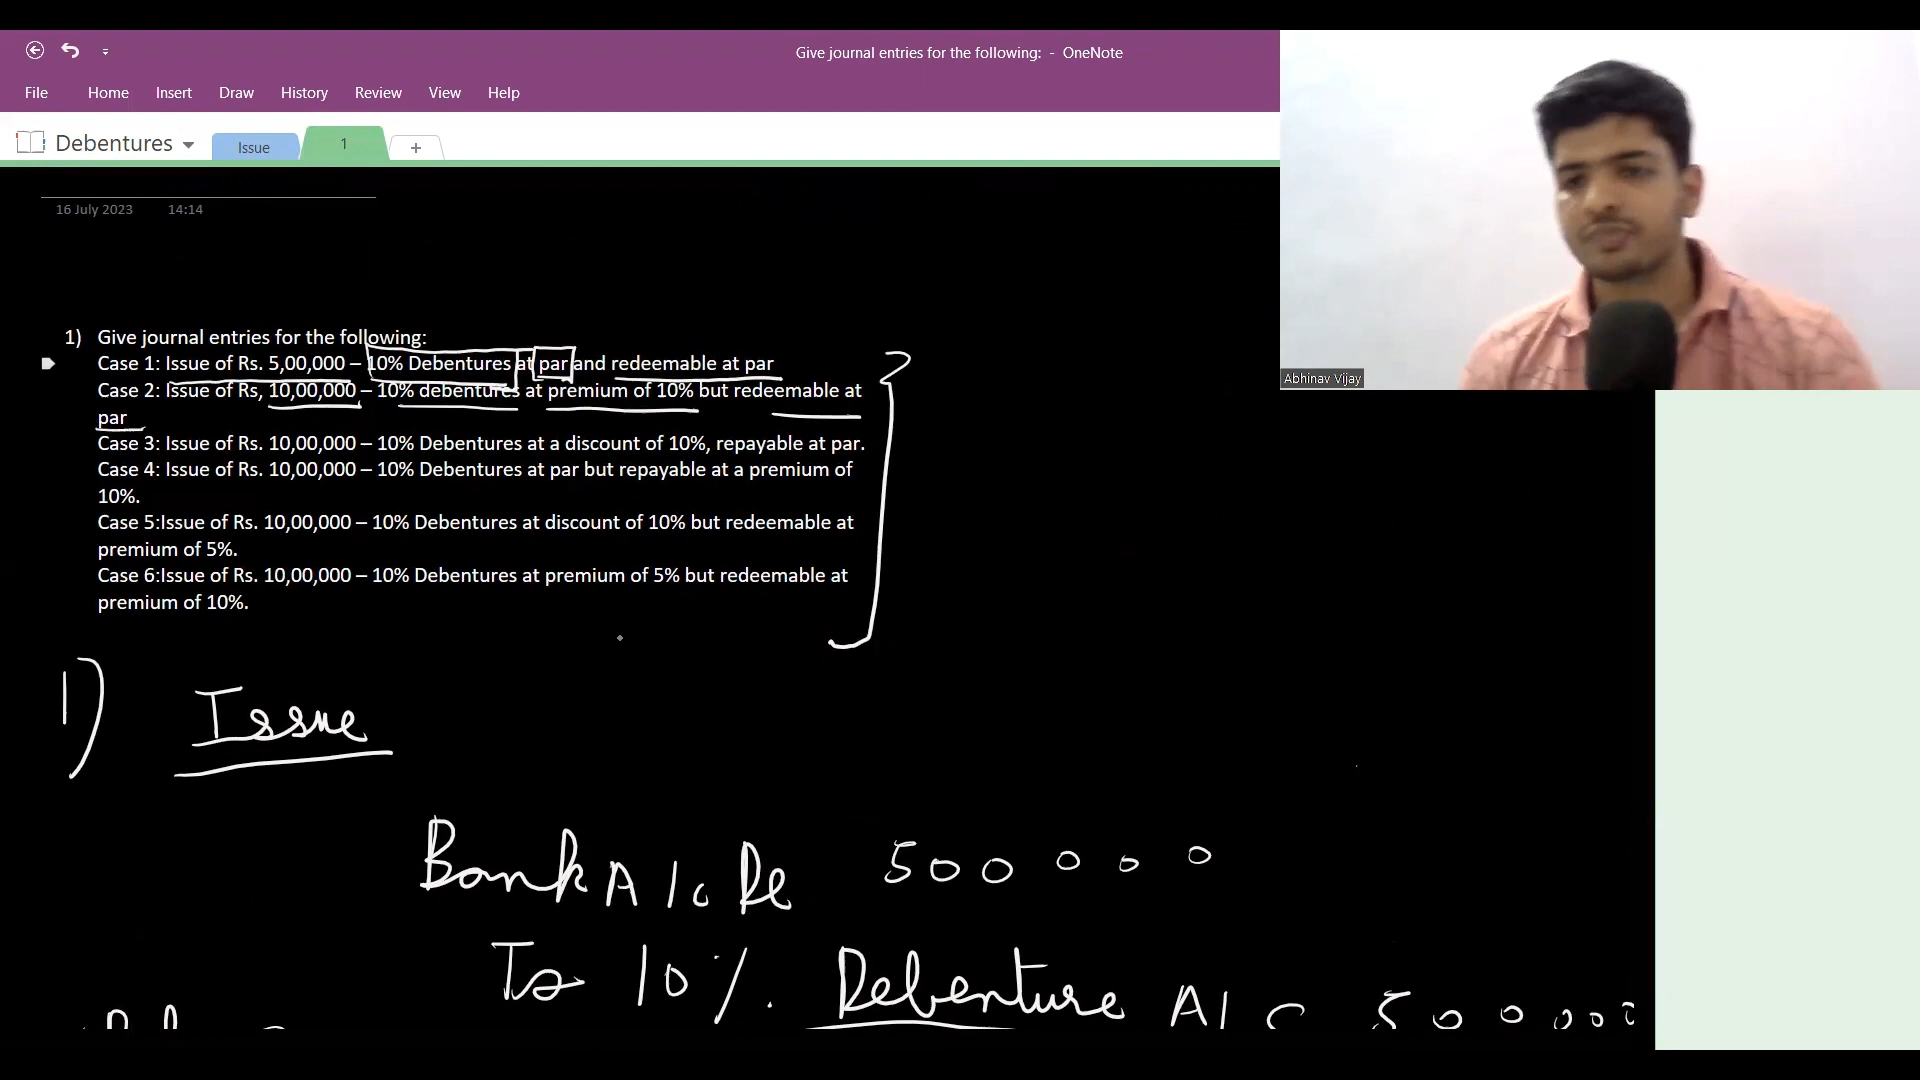 Give journal entries for the following: - OneNote
File Home Insert Draw History Review View Help
Debentures Issue 1 +
16 July 2023 14:14
1) Give journal entries for the following:
Case 1: Issue of Rs. 5,00,000 – 10% Debentures at par and redeemable at par
Case 2: Issue of Rs, 10,00,000 – 10% debentures at premium of 10% but redeemable at
par
Case 3: Issue of Rs. 10,00,000 – 10% Debentures at a discount of 10%, repayable at par.
Case 4: Issue of Rs. 10,00,000 – 10% Debentures at par but repayable at a premium of
10%.
Case 5:Issue of Rs. 10,00,000 – 10% Debentures at discount of 10% but redeemable at
premium of 5%.
Case 6:Issue of Rs. 10,00,000 – 10% Debentures at premium of 5% but redeemable at
premium of 10%.
Abhinav Vijay
1) Issue
Bank A/c De 500000
To 10%. Debenture A/c 500000